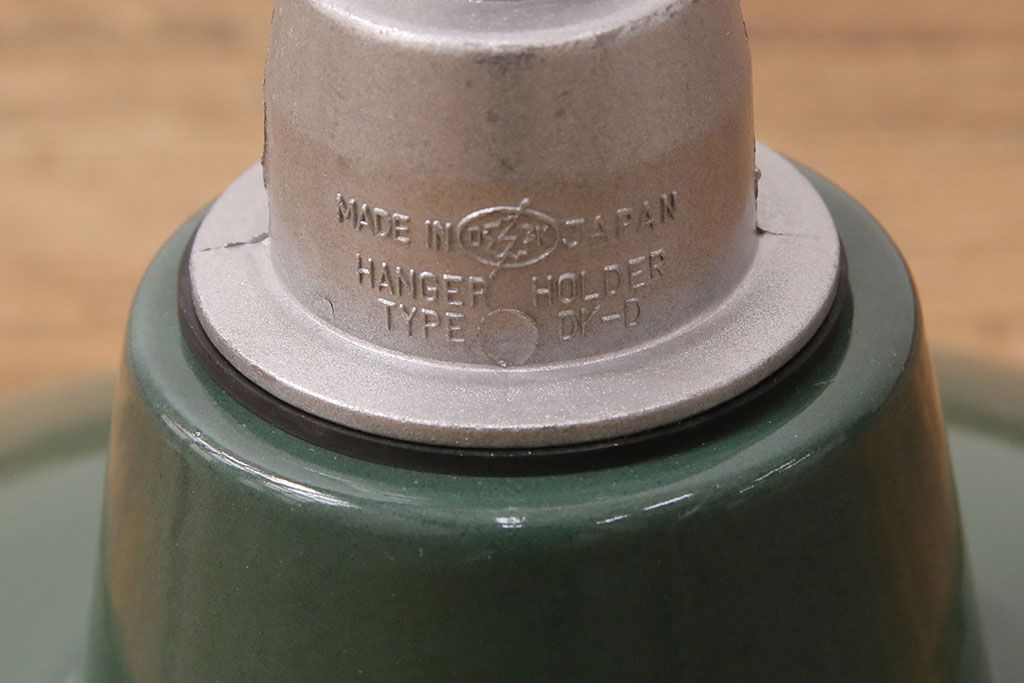 MADE IN JAPAN
HANGER HOLDER
TYPE DK-D